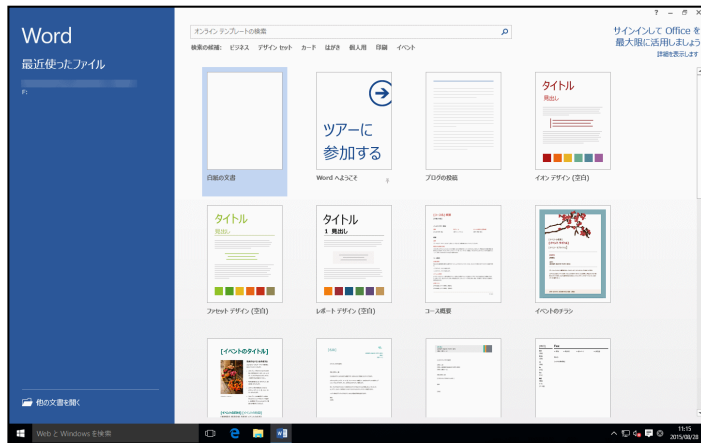 Word
最近使ったファイル
F:
他の文書を開く
オンライン テンプレートの検索
検索の候補: ビジネス デザイン セット カード はがき 個人用 印刷 イベント
サインインして Office を
最大限に活用しましょう
詳細を表示します
白紙の文書
ツアーに
参加する
Word へようこそ
ブログの投稿
タイトル
見出し
イオン デザイン (空白)
タイトル
見出し
ファセット デザイン (空白)
タイトル
1 見出し
レポート デザイン (空白)
コース概要
イベントのチラシ
[イベントのタイトル]
Fax
Web と Windows を検索
11:15
2015/08/28